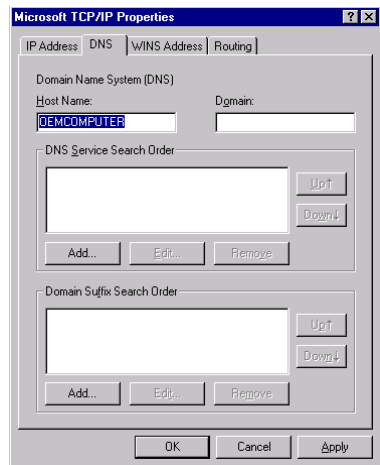 Microsoft TCP/IP Properties
IP Address DNS WINS Address Routing
Domain Name System (DNS)
Host Name: Domain:
OEMCOMPUTER
DNS Service Search Order
Up↑
Down↓
Add... Edit... Remove
Domain Suffix Search Order
Up↑
Down↓
Add... Edit... Remove
OK Cancel Apply